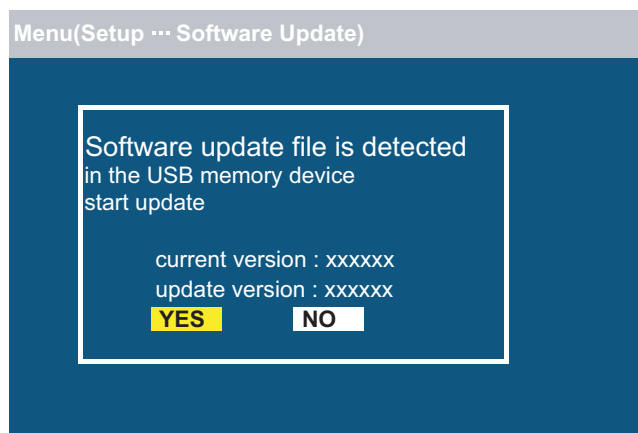 Menu(Setup ··· Software Update)
Software update file is detected
in the USB memory device
start update
current version : xxxxxx
update version : xxxxxx
YES NO